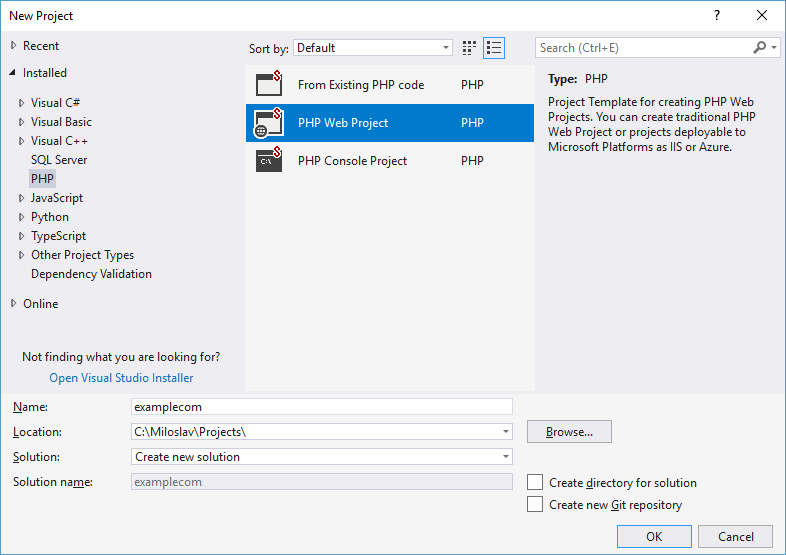 New Project
?
Recent
Installed
Visual C#
Visual Basic
Visual C++
SQL Server
PHP
JavaScript
Python
TypeScript
Other Project Types
Dependency Validation
Online
Not finding what you are looking for?
Open Visual Studio Installer
Sort by: Default
From Existing PHP code PHP
PHP Web Project PHP
C:\ PHP Console Project PHP
Search (Ctrl+E)
Type: PHP
Project Template for creating PHP Web
Projects. You can create traditional PHP
Web Project or projects deployable to
Microsoft Platforms as IIS or Azure.
Name: examplecom
Location: C:\Miloslav\Projects\ Browse...
Solution: Create new solution
Solution name: examplecom
Create directory for solution
Create new Git repository
OK Cancel